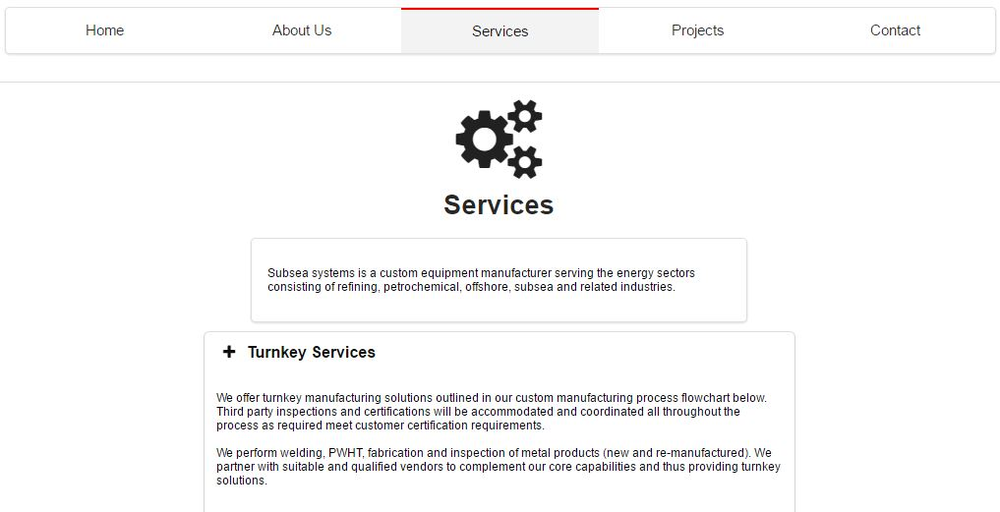 Home About Us Services Projects Contact
Services
Subsea systems is a custom equipment manufacturer serving the energy sectors
consisting of refining, petrochemical, offshore, subsea and related industries.
Turnkey Services
We offer turnkey manufacturing solutions outlined in our custom manufacturing process flowchart below.
Third party inspections and certifications will be accommodated and coordinated all throughout the
process as required meet customer certification requirements.
We perform welding, PWHT, fabrication and inspection of metal products (new and re-manufactured). We
partner with suitable and qualified vendors to complement our core capabilities and thus providing turnkey
solutions.